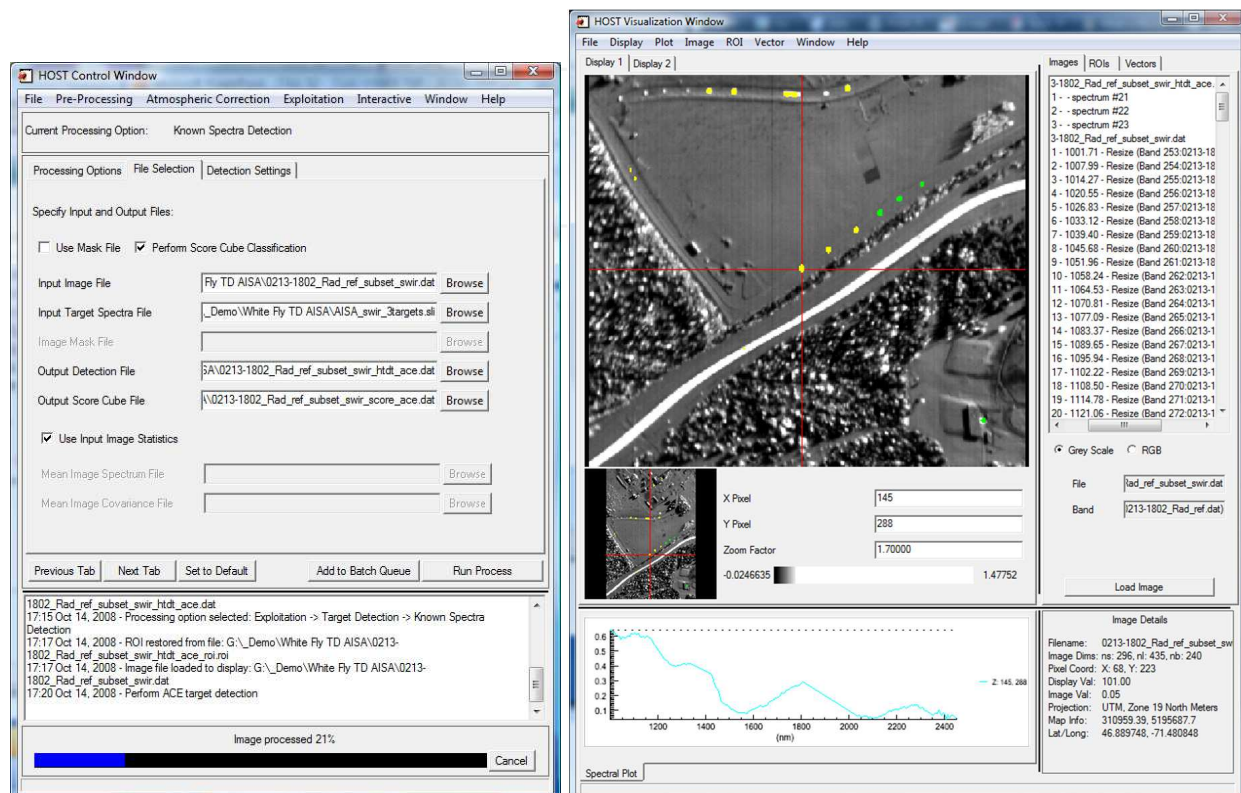 HOST Control Window
File Pre-Processing Atmospheric Correction Exploitation Interactive Window Help
Current Processing Option: Known Spectra Detection
Processing Options File Selection Detection Settings
Specify Input and Output Files:
Use Mask File Perform Score Cube Classification
Input Image File Fly TD AISA\0213-1802_Rad_ref_subset_swir.dat Browse
Input Target Spectra File _Demo\White Fly TD AISA\AISA_swir_3targets.sli Browse
Image Mask File Browse
Output Detection File SA\0213-1802_Rad_ref_subset_swir_htdt_ace.dat Browse
Output Score Cube File \0213-1802_Rad_ref_subset_swir_score_ace.dat Browse
Use Input Image Statistics
Mean Image Spectrum File Browse
Mean Image Covariance File Browse
Previous Tab Next Tab Set to Default Add to Batch Queue Run Process
1802_Rad_ref_subset_swir_htdt_ace.dat
17:15 Oct 14, 2008 - Processing option selected: Exploitation -> Target Detection -> Known Spectra
Detection
17:17 Oct 14, 2008 - ROI restored from file: G:\_Demo\White Fly TD AISA\0213-
1802_Rad_ref_subset_swir_htdt_ace_roi.roi
17:17 Oct 14, 2008 - Image file loaded to display: G:\_Demo\White Fly TD AISA\0213-
1802_Rad_ref_subset_swir.dat
17:20 Oct 14, 2008 - Perform ACE target detection
Image processed 21%
Cancel
HOST Visualization Window
File Display Plot Image ROI Vector Window Help
Display 1 Display 2
Images ROIs Vectors
3-1802_Rad_ref_subset_swir_htdt_ace.
1 - - spectrum #21
2 - - spectrum #22
3 - - spectrum #23
3-1802_Rad_ref_subset_swir.dat
1 - 1001.71 - Resize (Band 253:0213-18
2 - 1007.99 - Resize (Band 254:0213-18
3 - 1014.27 - Resize (Band 255:0213-18
4 - 1020.55 - Resize (Band 256:0213-18
5 - 1026.83 - Resize (Band 257:0213-18
6 - 1033.12 - Resize (Band 258:0213-18
7 - 1039.40 - Resize (Band 259:0213-18
8 - 1045.68 - Resize (Band 260:0213-18
9 - 1051.96 - Resize (Band 261:0213-18
10 - 1058.24 - Resize (Band 262:0213-1
11 - 1064.53 - Resize (Band 263:0213-1
12 - 1070.81 - Resize (Band 264:0213-1
13 - 1077.09 - Resize (Band 265:0213-1
14 - 1083.37 - Resize (Band 266:0213-1
15 - 1089.65 - Resize (Band 267:0213-1
16 - 1095.94 - Resize (Band 268:0213-1
17 - 1102.22 - Resize (Band 269:0213-1
18 - 1108.50 - Resize (Band 270:0213-1
19 - 1114.78 - Resize (Band 271:0213-1
20 - 1121.06 - Resize (Band 272:0213-1
Grey Scale RGB
File Rad_ref_subset_swir.dat
Band 0213-1802_Rad_ref.dat)
Load Image
X Pixel 145
Y Pixel 288
Zoom Factor 1.70000
-0.0246635 1.47752
0.6
0.5
0.4
0.3
0.2
0.1
1200 1400 1600 1800 2000 2200 2400
(nm)
Z: 145, 288
Spectral Plot
Image Details
Filename: 0213-1802_Rad_ref_subset_sw
Image Dims: ns: 296, nl: 435, nb: 240
Pixel Coord: X: 68, Y: 223
Display Val: 101.00
Image Val: 0.05
Projection: UTM, Zone 19 North Meters
Map Info: 310959.39, 5195687.7
Lat/Long: 46.889748, -71.480848